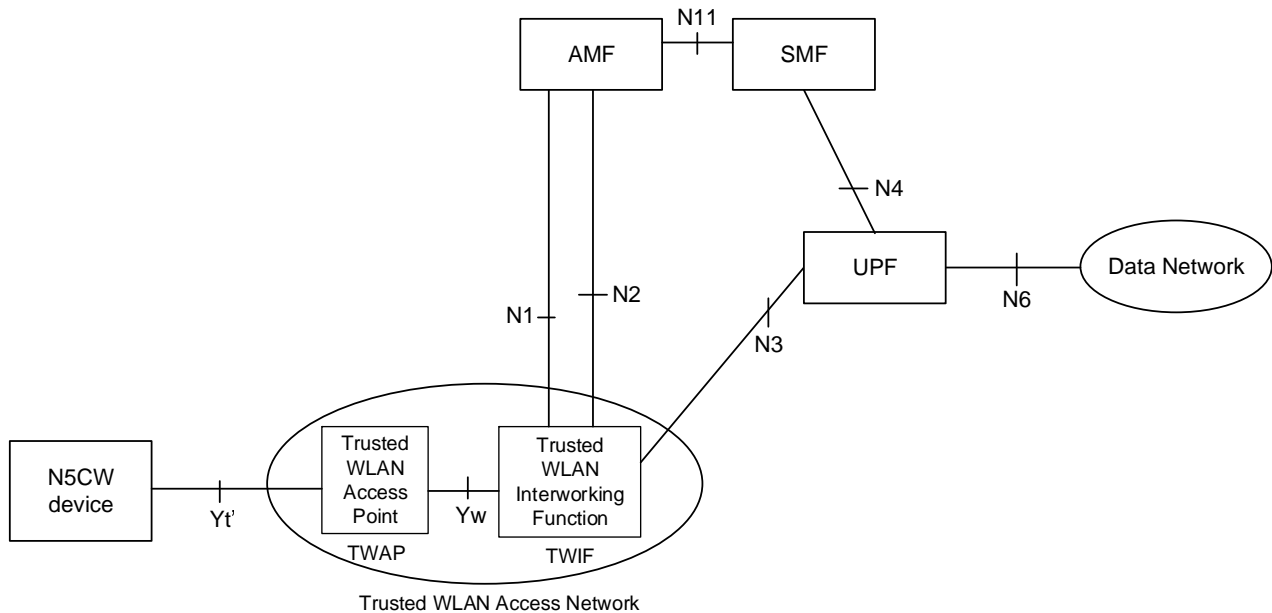 N11
AMF
SMF
N4
N2
N1
UPF
Data Network
N6
N3
N5CW
device
Yt’
Trusted
WLAN
Access
Point
Yw
Trusted
WLAN
Interworking
Function
TWAP
TWIF
Trusted WLAN Access Network